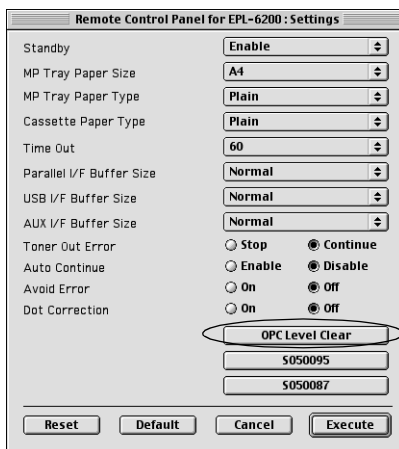 Remote Control Panel for EPL-6200 : Settings
Standby Enable
MP Tray Paper Size A4
MP Tray Paper Type Plain
Cassette Paper Type Plain
Time Out 60
Parallel I/F Buffer Size Normal
USB I/F Buffer Size Normal
AUX I/F Buffer Size Normal
Toner Out Error Stop Continue
Auto Continue Enable Disable
Avoid Error On Off
Dot Correction On Off
OPC Level Clear
S050095
S050087
Reset Default Cancel Execute